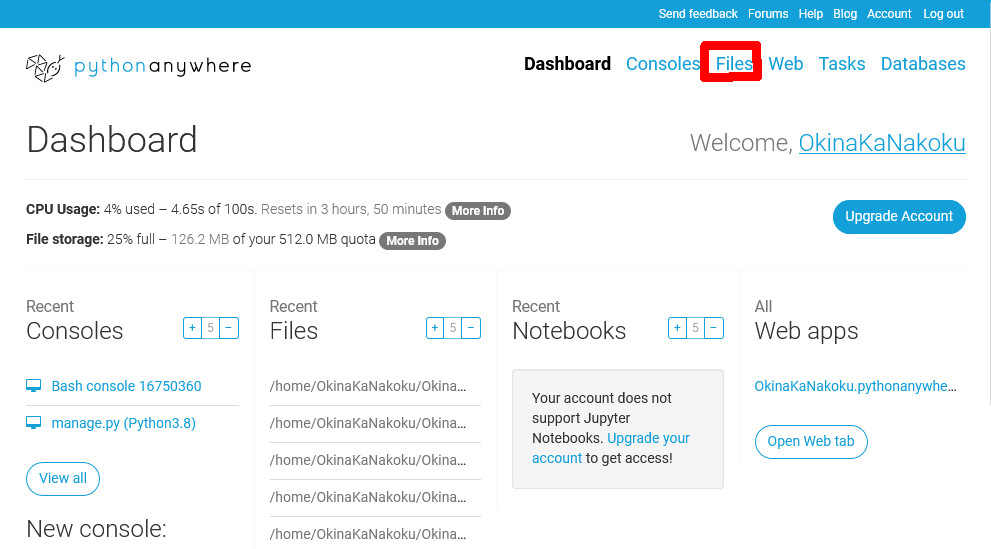 Send feedback Forums Help Blog Account Log out
pythonanywhere
Dashboard Consoles Files Web Tasks Databases
Dashboard
Welcome, OkinaKaNakoku
CPU Usage: 4% used – 4.65s of 100s. Resets in 3 hours, 50 minutes More Info
File storage: 25% full – 126.2 MB of your 512.0 MB quota More Info
Upgrade Account
Recent
Consoles
+ 5 −
Bash console 16750360
manage.py (Python3.8)
View all
New console:
Recent
Files
+ 5 −
/home/OkinaKaNakoku/Okina...
/home/OkinaKaNakoku/Okina...
/home/OkinaKaNakoku/Okina...
/home/OkinaKaNakoku/Okina...
/home/OkinaKaNakoku/Okina...
Recent
Notebooks
+ 5 −
Your account does not
support Jupyter
Notebooks. Upgrade your
account to get access!
All
Web apps
OkinaKaNakoku.pythonanywhe...
Open Web tab